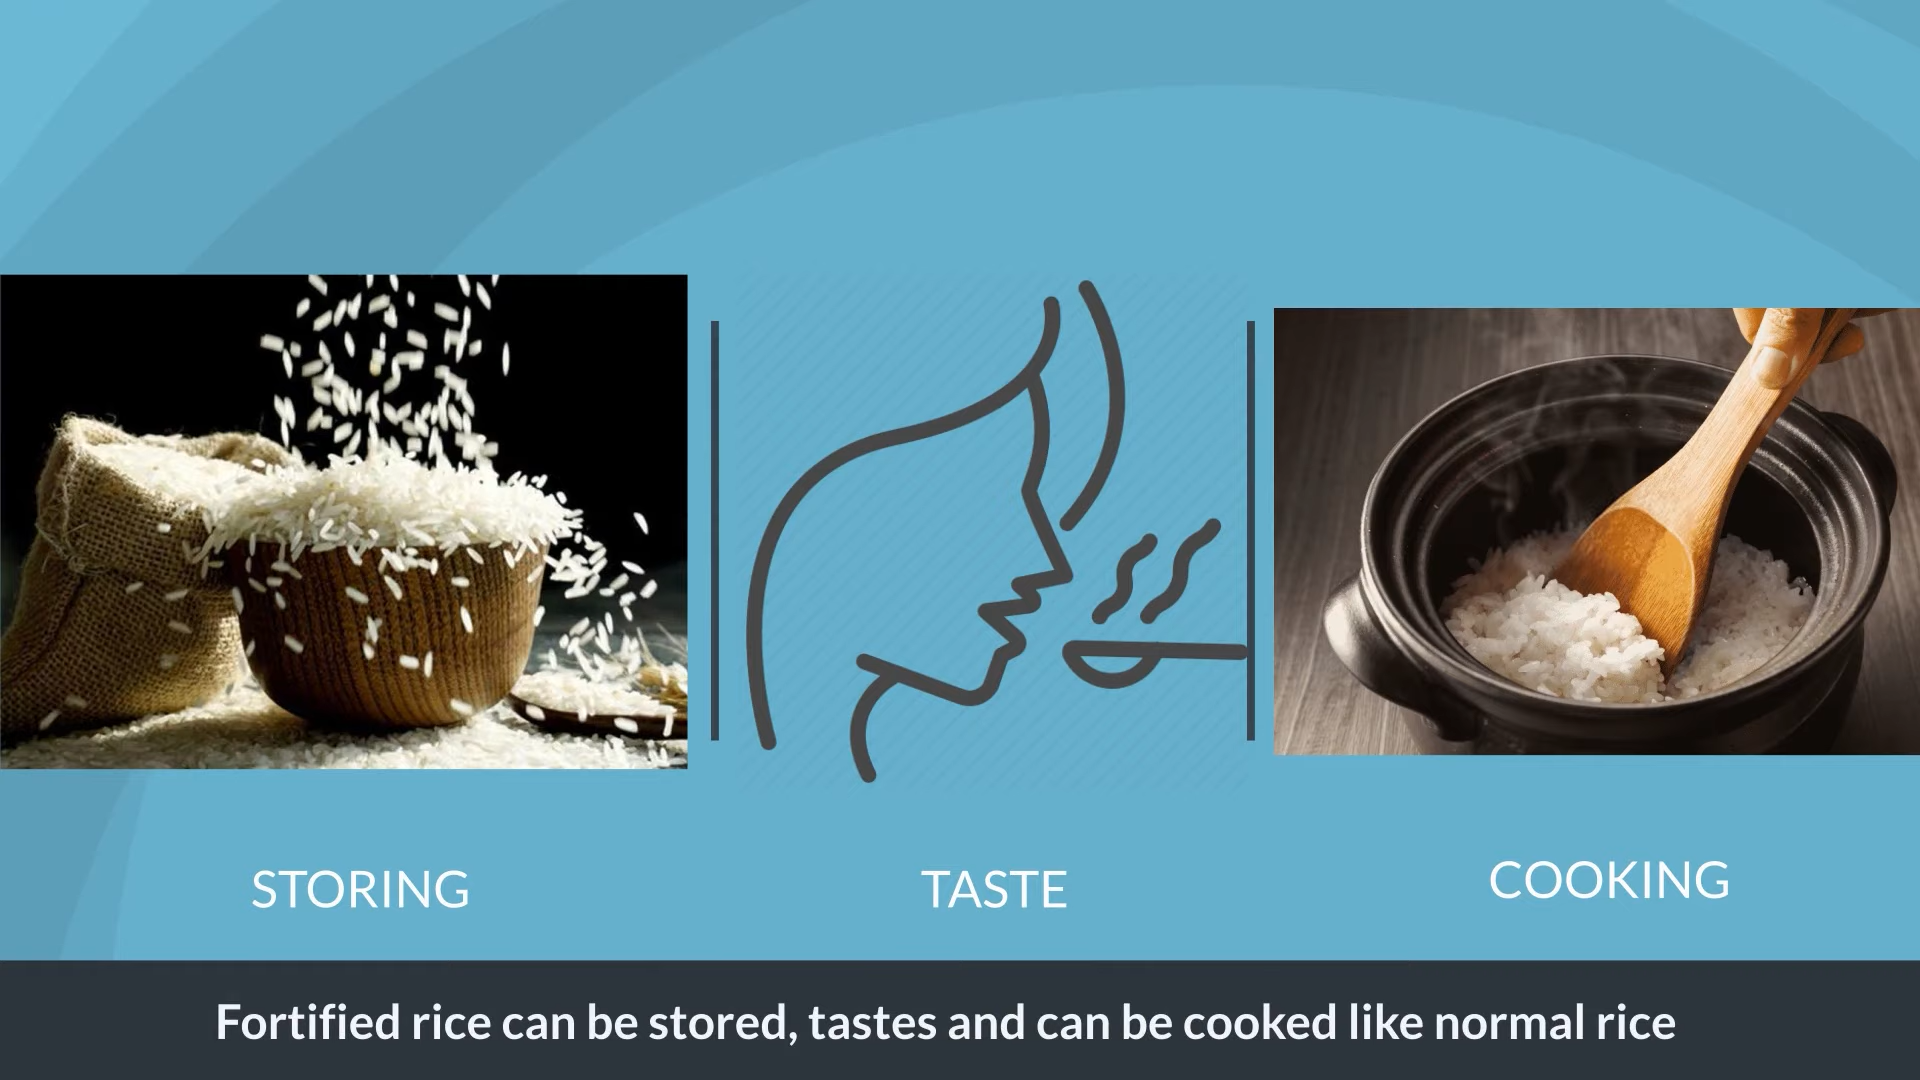 STORING
TASTE
COOKING
Fortified rice can be stored, tastes and can be cooked like normal rice